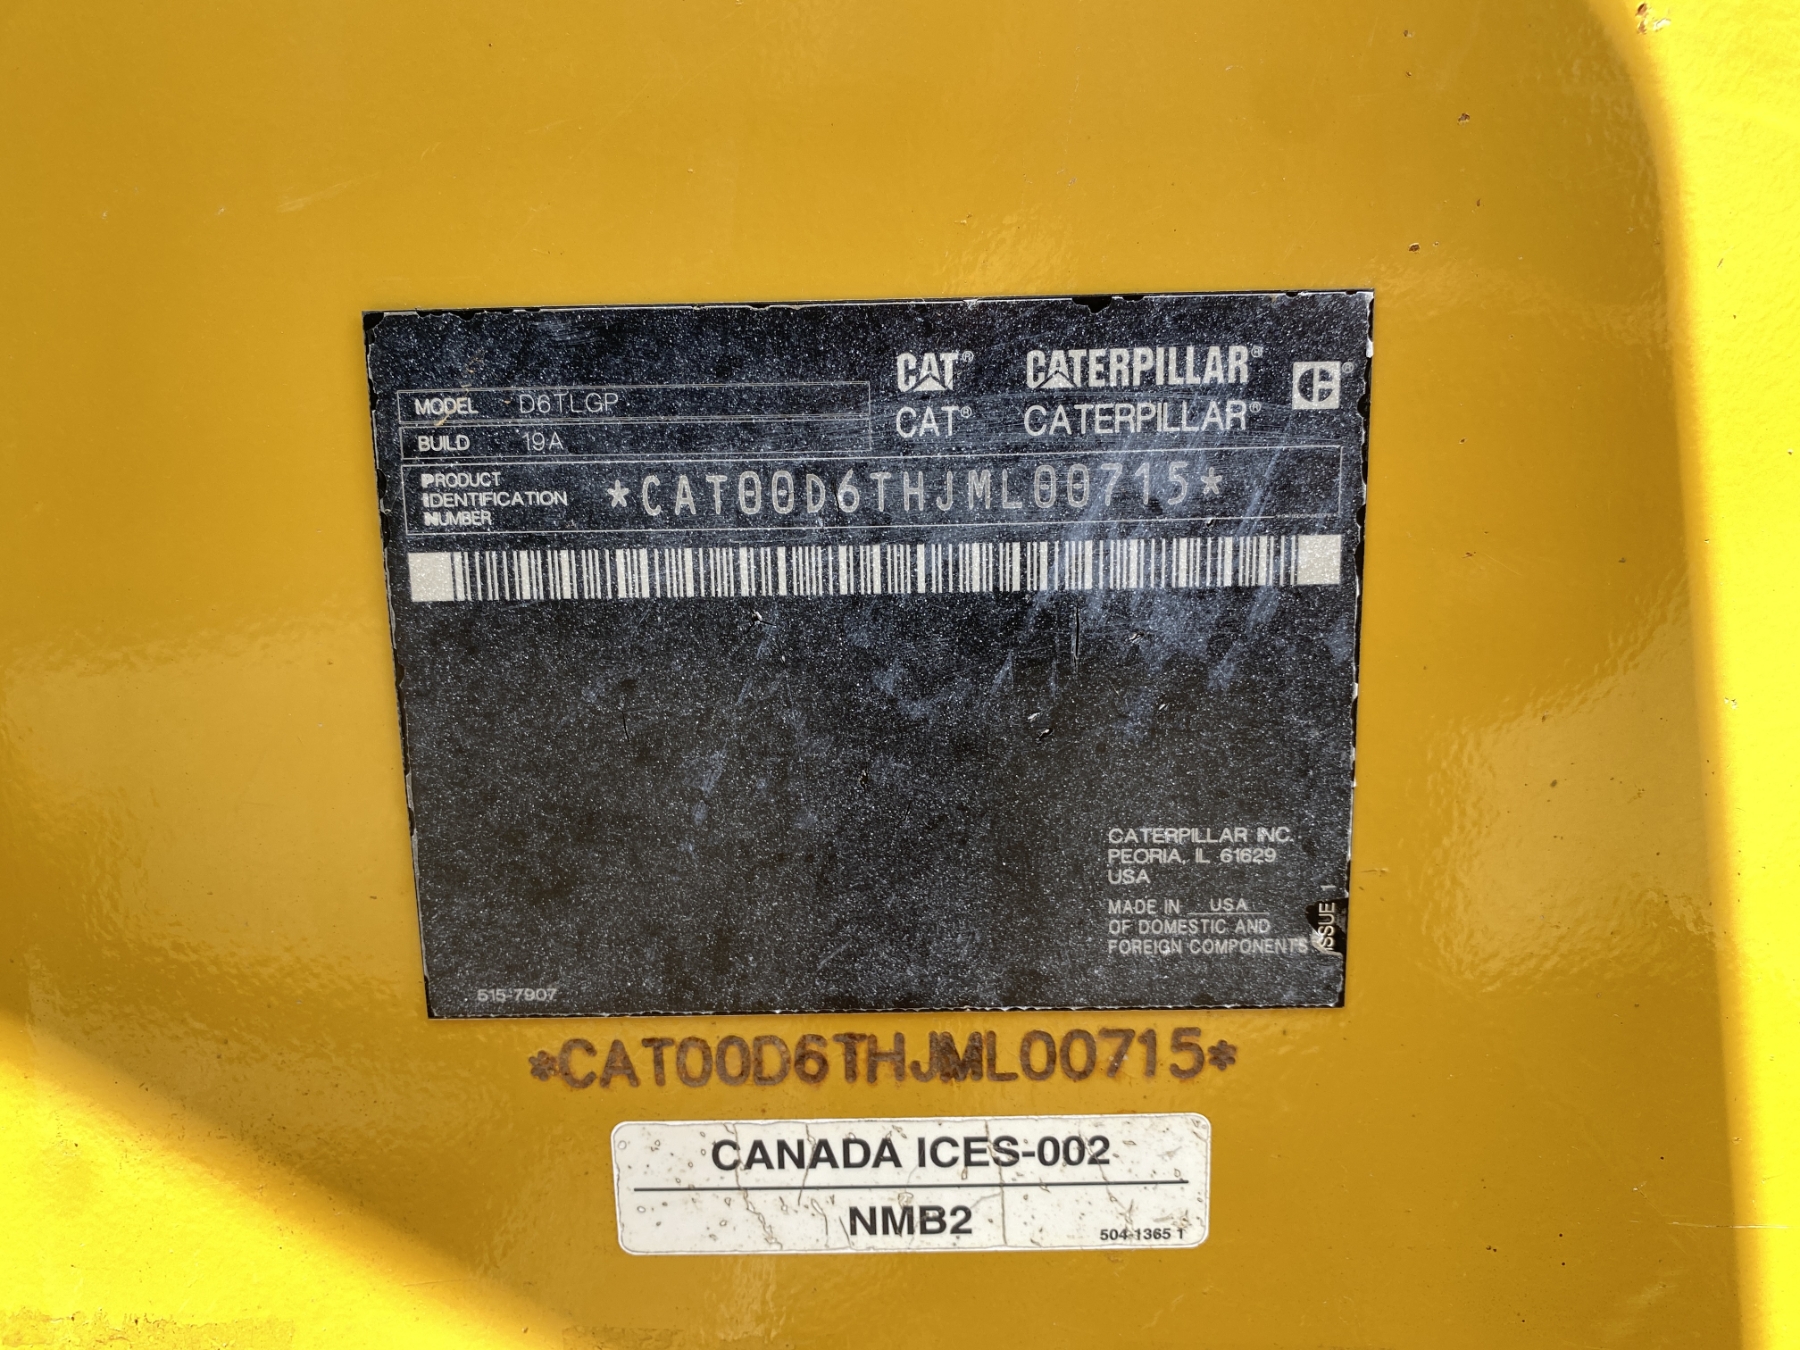 CAT® CATERPILLAR®
CAT® CATERPILLAR®
MODEL D6TLGP
BUILD 19A
PRODUCT
IDENTIFICATION
NUMBER
*CAT00D6THJML00715*
CATERPILLAR INC.
PEORIA, IL 61629
USA
MADE IN USA
OF DOMESTIC AND
FOREIGN COMPONENTS
ISSUE 1
515-7907
*CAT00D6THJML00715*
CANADA ICES-002
NMB2
504-1365 1